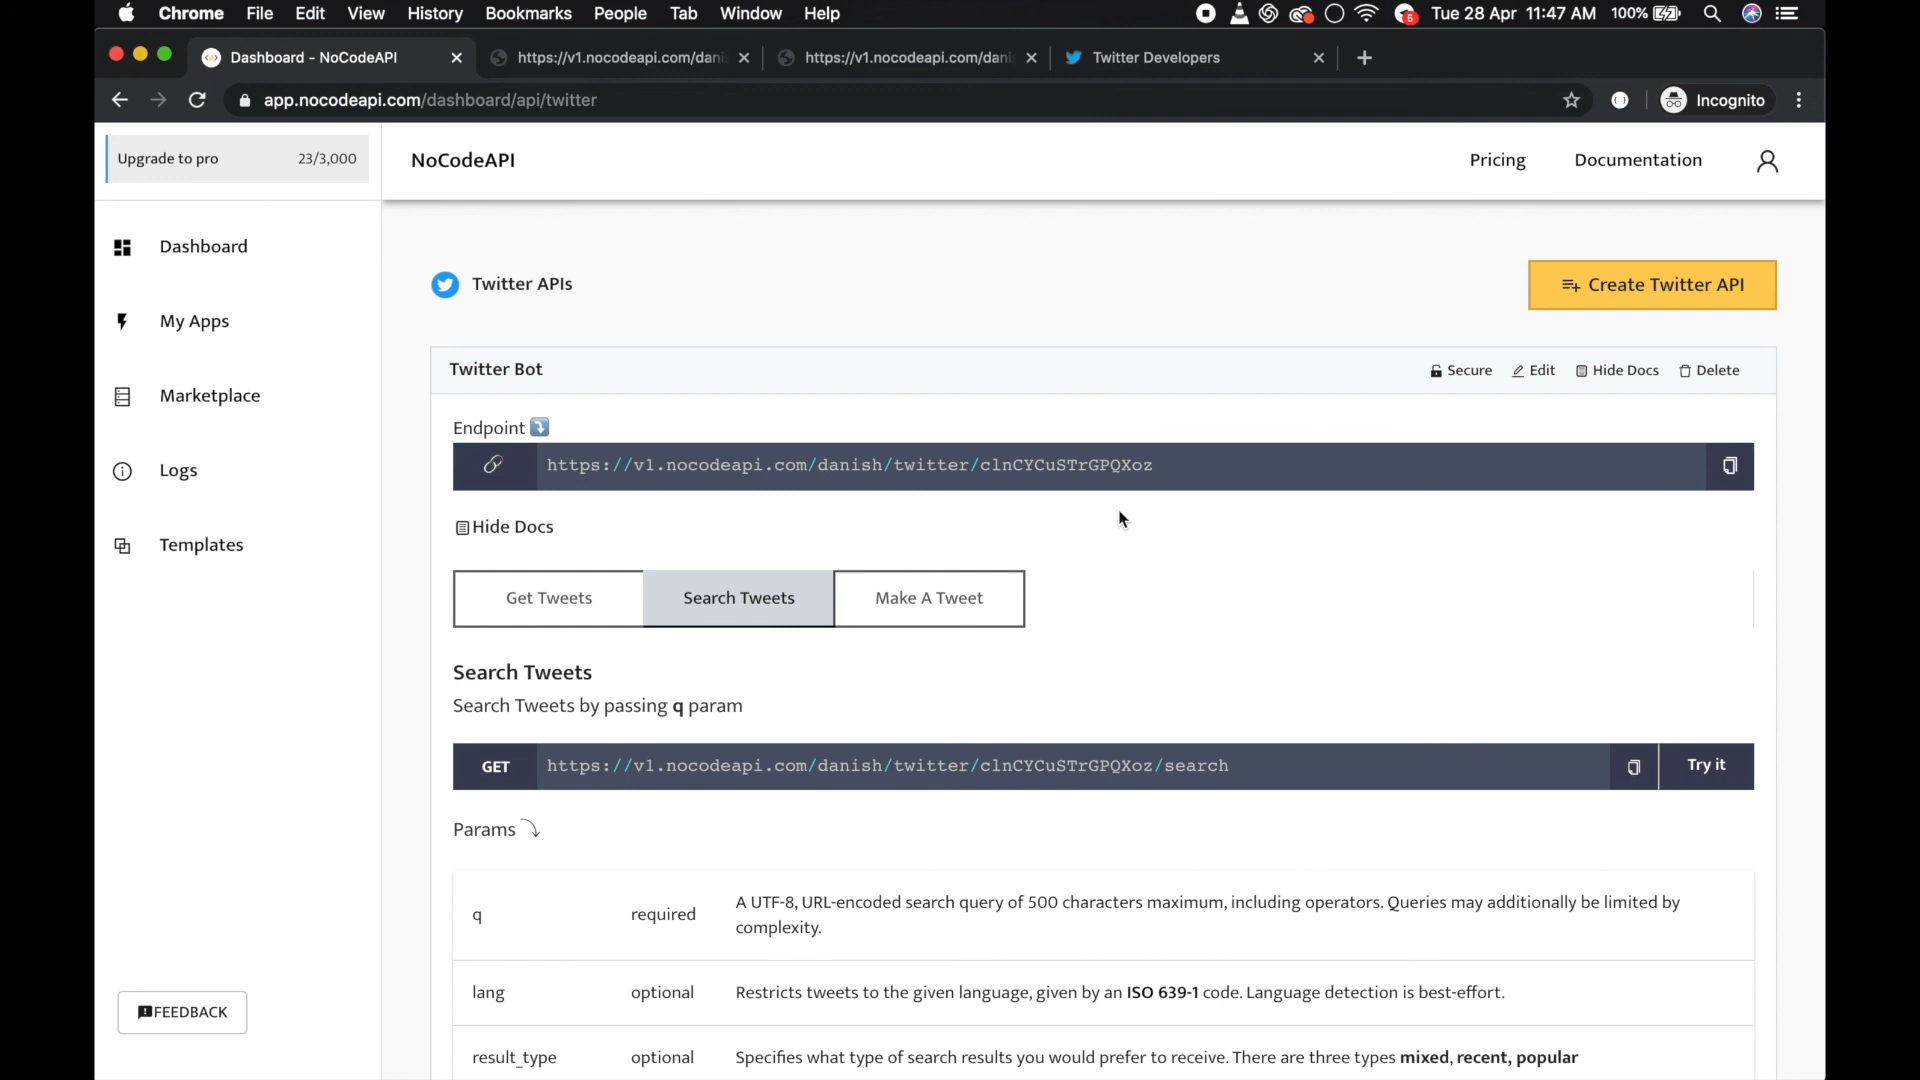 Chrome File Edit View History Bookmarks People Tab Window Help 5 Tue 28 Apr 11:47 AM 100%
Dashboard - NoCodeAPI https://v1.nocodeapi.com/dani https://v1.nocodeapi.com/dani Twitter Developers
app.nocodeapi.com/dashboard/api/twitter Incognito
Upgrade to pro 23/3,000 NoCodeAPI Pricing Documentation
Dashboard
My Apps
Marketplace
Logs
Templates
FEEDBACK
Twitter APIs Create Twitter API
Twitter Bot Secure Edit Hide Docs Delete
Endpoint
https://v1.nocodeapi.com/danish/twitter/clnCYCuSTrGPQXoz
Hide Docs
Get Tweets Search Tweets Make A Tweet
Search Tweets
Search Tweets by passing q param
GET https://v1.nocodeapi.com/danish/twitter/clnCYCuSTrGPQXoz/search Try it
Params
q required A UTF-8, URL-encoded search query of 500 characters maximum, including operators. Queries may additionally be limited by
complexity.
lang optional Restricts tweets to the given language, given by an ISO 639-1 code. Language detection is best-effort.
result_type optional Specifies what type of search results you would prefer to receive. There are three types mixed, recent, popular